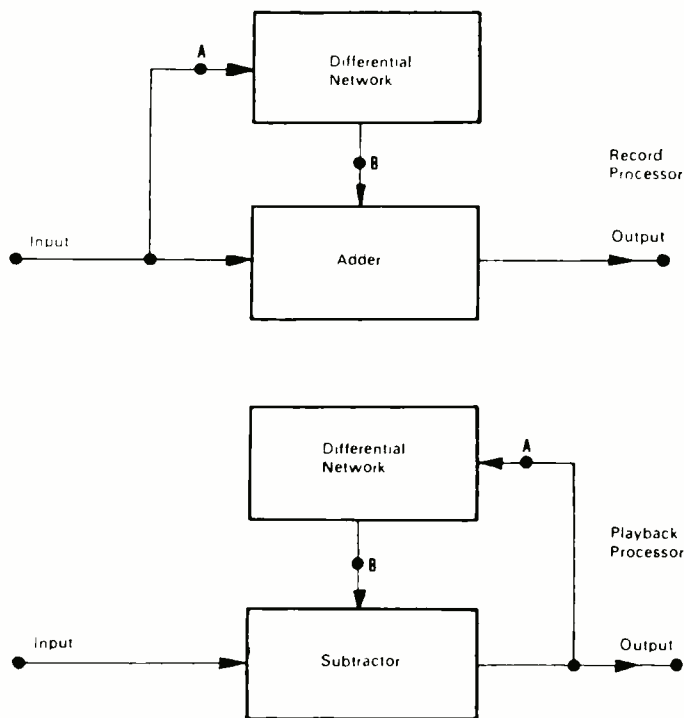 Differential
Network
A
B
Record
Processor
Input
Adder
Output
Differential
Network
A
B
Playback
Processor
Input
Subtractor
Output